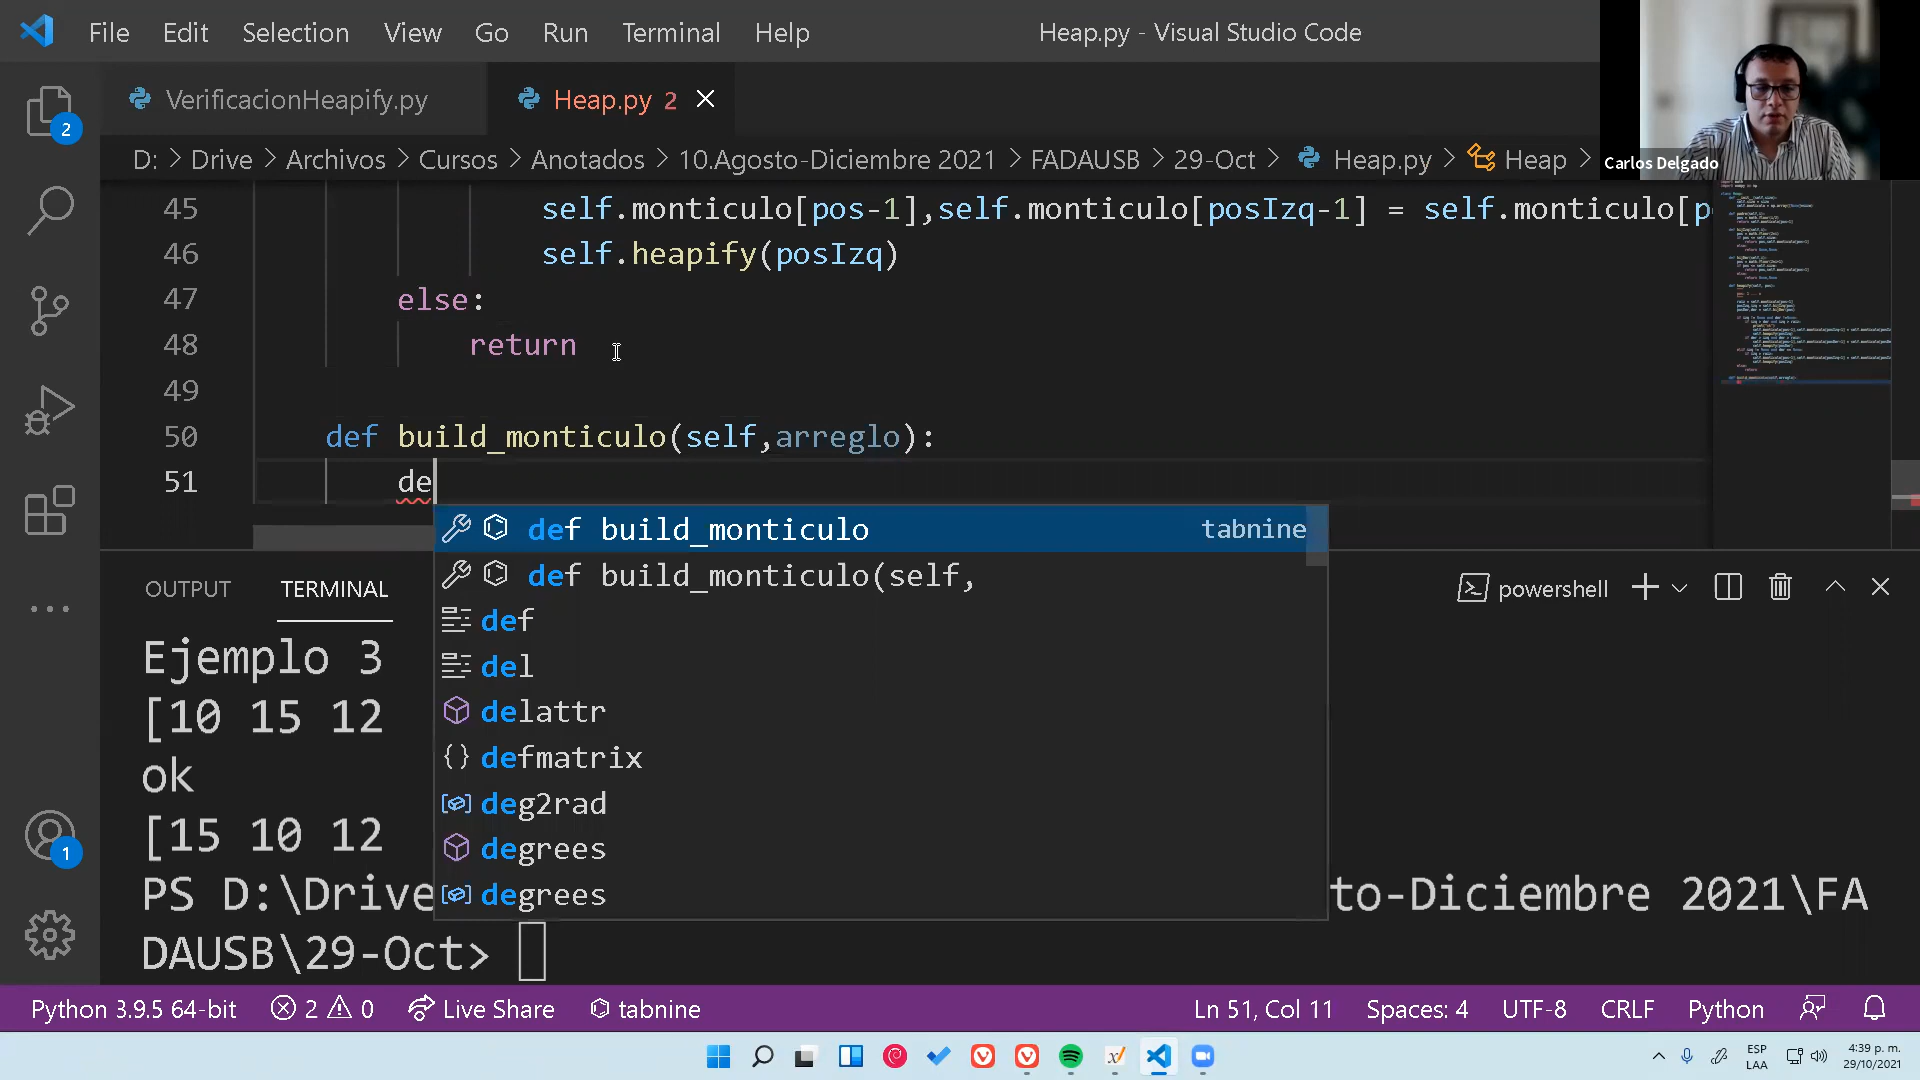 File Edit Selection View Go Run Terminal Help
Heap.py - Visual Studio Code
VerificacionHeapify.py
Heap.py 2
D: > Drive > Archivos > Cursos > Anotados > 10.Agosto-Diciembre 2021 > FADAUSB > 29-Oct > Heap.py > Heap >
Carlos Delgado
2
45 self.monticulo[pos-1],self.monticulo[posIzq-1] = self.monticulo[p
46 self.heapify(posIzq)
47 else:
48 return
49
50 def build_monticulo(self,arreglo):
51 de
def build_monticulo tabnine
def build_monticulo(self,
def
del
delattr
defmatrix
deg2rad
degrees
degrees
OUTPUT TERMINAL
powershell
Ejemplo 3
[10 15 12
ok
[15 10 12
PS D:\Drive
to-Diciembre 2021\FA
DAUSB\29-Oct>
1
Python 3.9.5 64-bit 2 0 Live Share tabnine
Ln 51, Col 11 Spaces: 4 UTF-8 CRLF Python
ESP
LAA
4:39 p. m.
29/10/2021